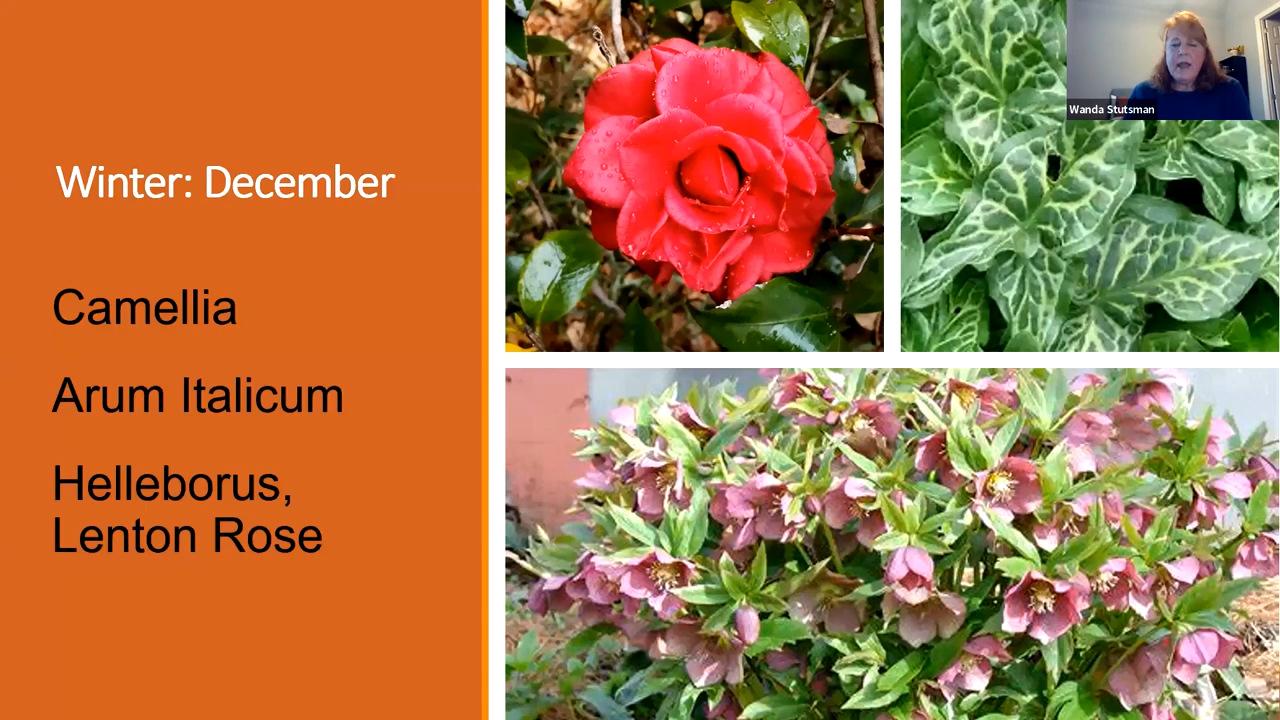 Winter: December
Camellia
Arum Italicum
Helleborus,
Lenton Rose
Wanda Stutsman